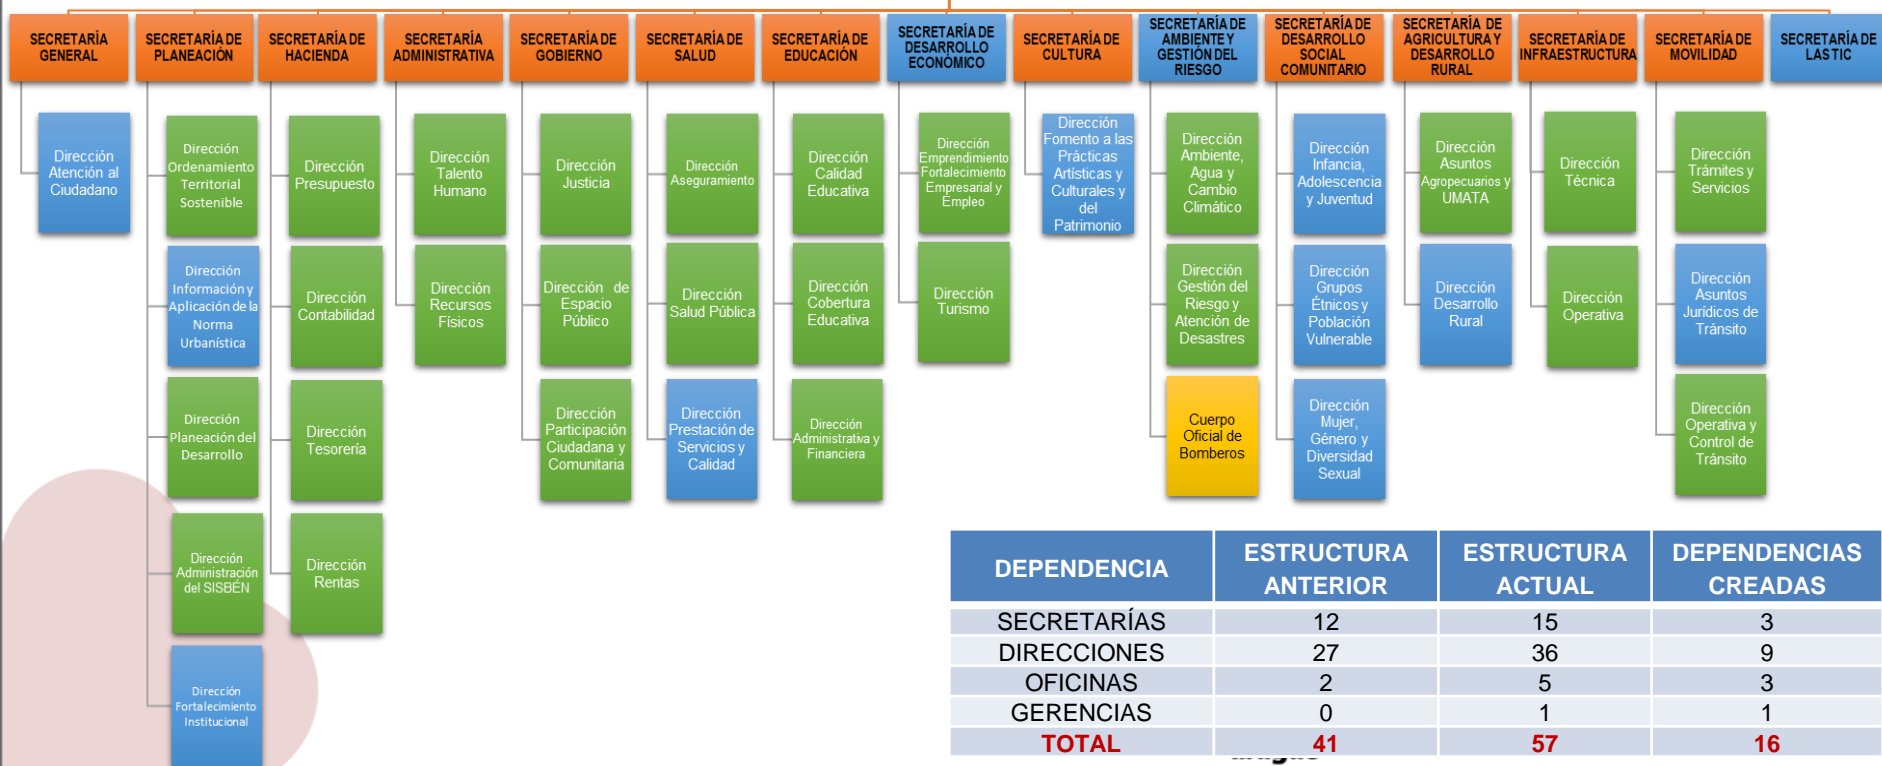 SECRETARÍA
GENERAL
SECRETARÍA DE
PLANEACIÓN
SECRETARÍA DE
HACIENDA
SECRETARÍA
ADMINISTRATIVA
SECRETARÍA DE
GOBIERNO
SECRETARÍA DE
SALUD
SECRETARÍA DE
EDUCACIÓN
SECRETARÍA DE
DESARROLLO
ECONÓMICO
SECRETARÍA DE
CULTURA
SECRETARÍA DE
AMBIENTE Y
GESTIÓN DEL
RIESGO
SECRETARÍA DE
DESARROLLO
SOCIAL
COMUNITARIO
SECRETARÍA DE
AGRICULTURA Y
DESARROLLO
RURAL
SECRETARÍA DE
INFRAESTRUCTURA
SECRETARÍA DE
MOVILIDAD
SECRETARÍA DE
LAS TIC
Dirección
Atención al
Ciudadano
Dirección
Ordenamiento
Territorial
Sostenible
Dirección
Información y
Aplicación de la
Norma
Urbanística
Dirección
Planeación del
Desarrollo
Dirección
Administración
del SISBÉN
Dirección
Fortalecimiento
Institucional
Dirección
Presupuesto
Dirección
Contabilidad
Dirección
Tesorería
Dirección
Rentas
Dirección
Talento
Humano
Dirección
Recursos
Físicos
Dirección
Justicia
Dirección de
Espacio
Público
Dirección
Participación
Ciudadana y
Comunitaria
Dirección
Aseguramiento
Dirección
Salud Pública
Dirección
Prestación de
Servicios y
Calidad
Dirección
Calidad
Educativa
Dirección
Cobertura
Educativa
Dirección
Administrativa y
Financiera
Dirección
Emprendimiento
Fortalecimiento
Empresarial y
Empleo
Dirección
Turismo
Dirección
Fomento a las
Prácticas
Artísticas y
Culturales y
del
Patrimonio
Dirección
Ambiente,
Agua y
Cambio
Climático
Dirección
Gestión del
Riesgo y
Atención de
Desastres
Cuerpo
Oficial de
Bomberos
Dirección
Infancia,
Adolescencia
y Juventud
Dirección
Grupos
Étnicos y
Población
Vulnerable
Dirección
Mujer,
Género y
Diversidad
Sexual
Dirección
Asuntos
Agropecuarios y
UMATA
Dirección
Desarrollo
Rural
Dirección
Técnica
Dirección
Operativa
Dirección
Trámites y
Servicios
Dirección
Asuntos
Jurídicos de
Tránsito
Dirección
Operativa y
Control de
Tránsito
DEPENDENCIA ESTRUCTURA ANTERIOR ESTRUCTURA ACTUAL DEPENDENCIAS CREADAS
SECRETARÍAS 12 15 3
DIRECCIONES 27 36 9
OFICINAS 2 5 3
GERENCIAS 0 1 1
TOTAL 41 57 16